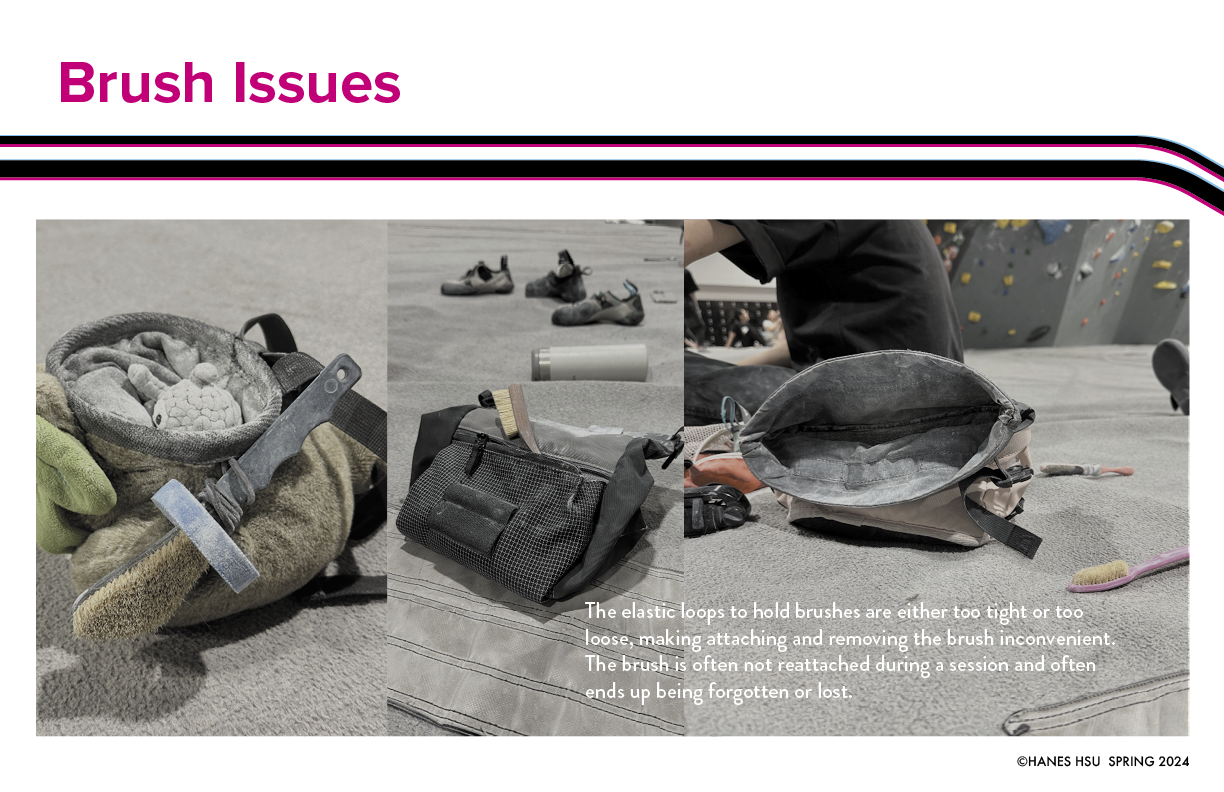 Brush Issues
The elastic loops to hold brushes are either too tight or too
loose, making attaching and removing the brush inconvenient.
The brush is often not reattached during a session and often
ends up being forgotten or lost.
©HANES HSU SPRING 2024